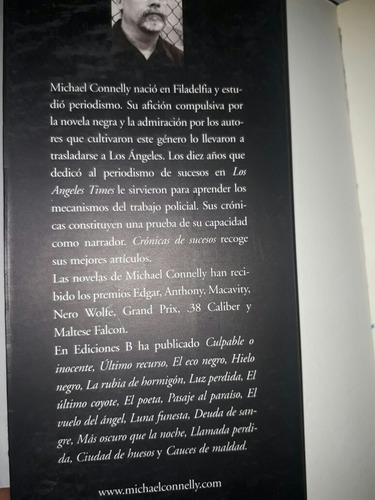 Michael Connelly nació en Filadelfia y estu-
dió periodismo. Su afición compulsiva por
la novela negra y la admiración por los auto-
res que cultivaron este género lo llevaron a
trasladarse a Los Ángeles. Los diez años que
dedicó al periodismo de sucesos en Los
Angeles Times le sirvieron para aprender los
mecanismos del trabajo policial. Sus cróni-
cas constituyen una prueba de su capacidad
como narrador. Crónicas de sucesos recoge
sus mejores artículos.
Las novelas de Michael Connelly han reci-
bido los premios Edgar, Anthony, Macavity,
Nero Wolfe, Grand Prix, .38 Caliber y
Maltese Falcon.
En Ediciones B ha publicado Culpable o
inocente, Último recurso, El eco negro, Hielo
negro, La rubia de hormigón, Luz perdida, El
último coyote, El poeta, Pasaje al paraíso, El
vuelo del ángel, Luna funesta, Deuda de san-
gre, Más oscuro que la noche, Llamada perdi-
da, Ciudad de huesos y Cauces de maldad.
www.michaelconnelly.com